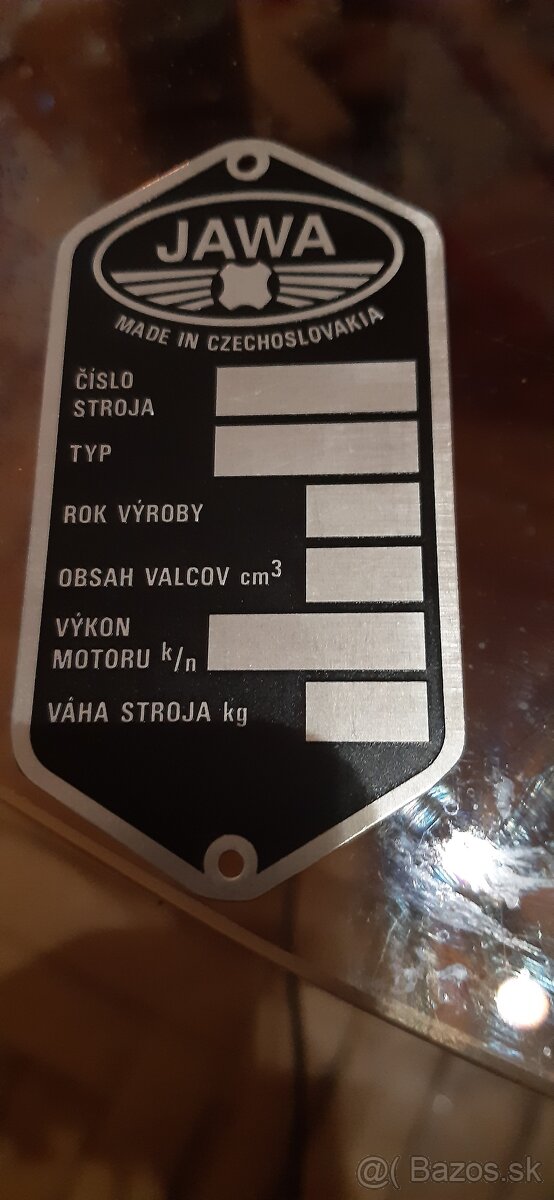 JAWA
MADE IN CZECHOSLOVAKIA
ČÍSLO
STROJA
TYP
ROK VÝROBY
OBSAH VALCOV cm³
VÝKON
MOTORU k/n
VÁHA STROJA kg
@( Bazos.sk